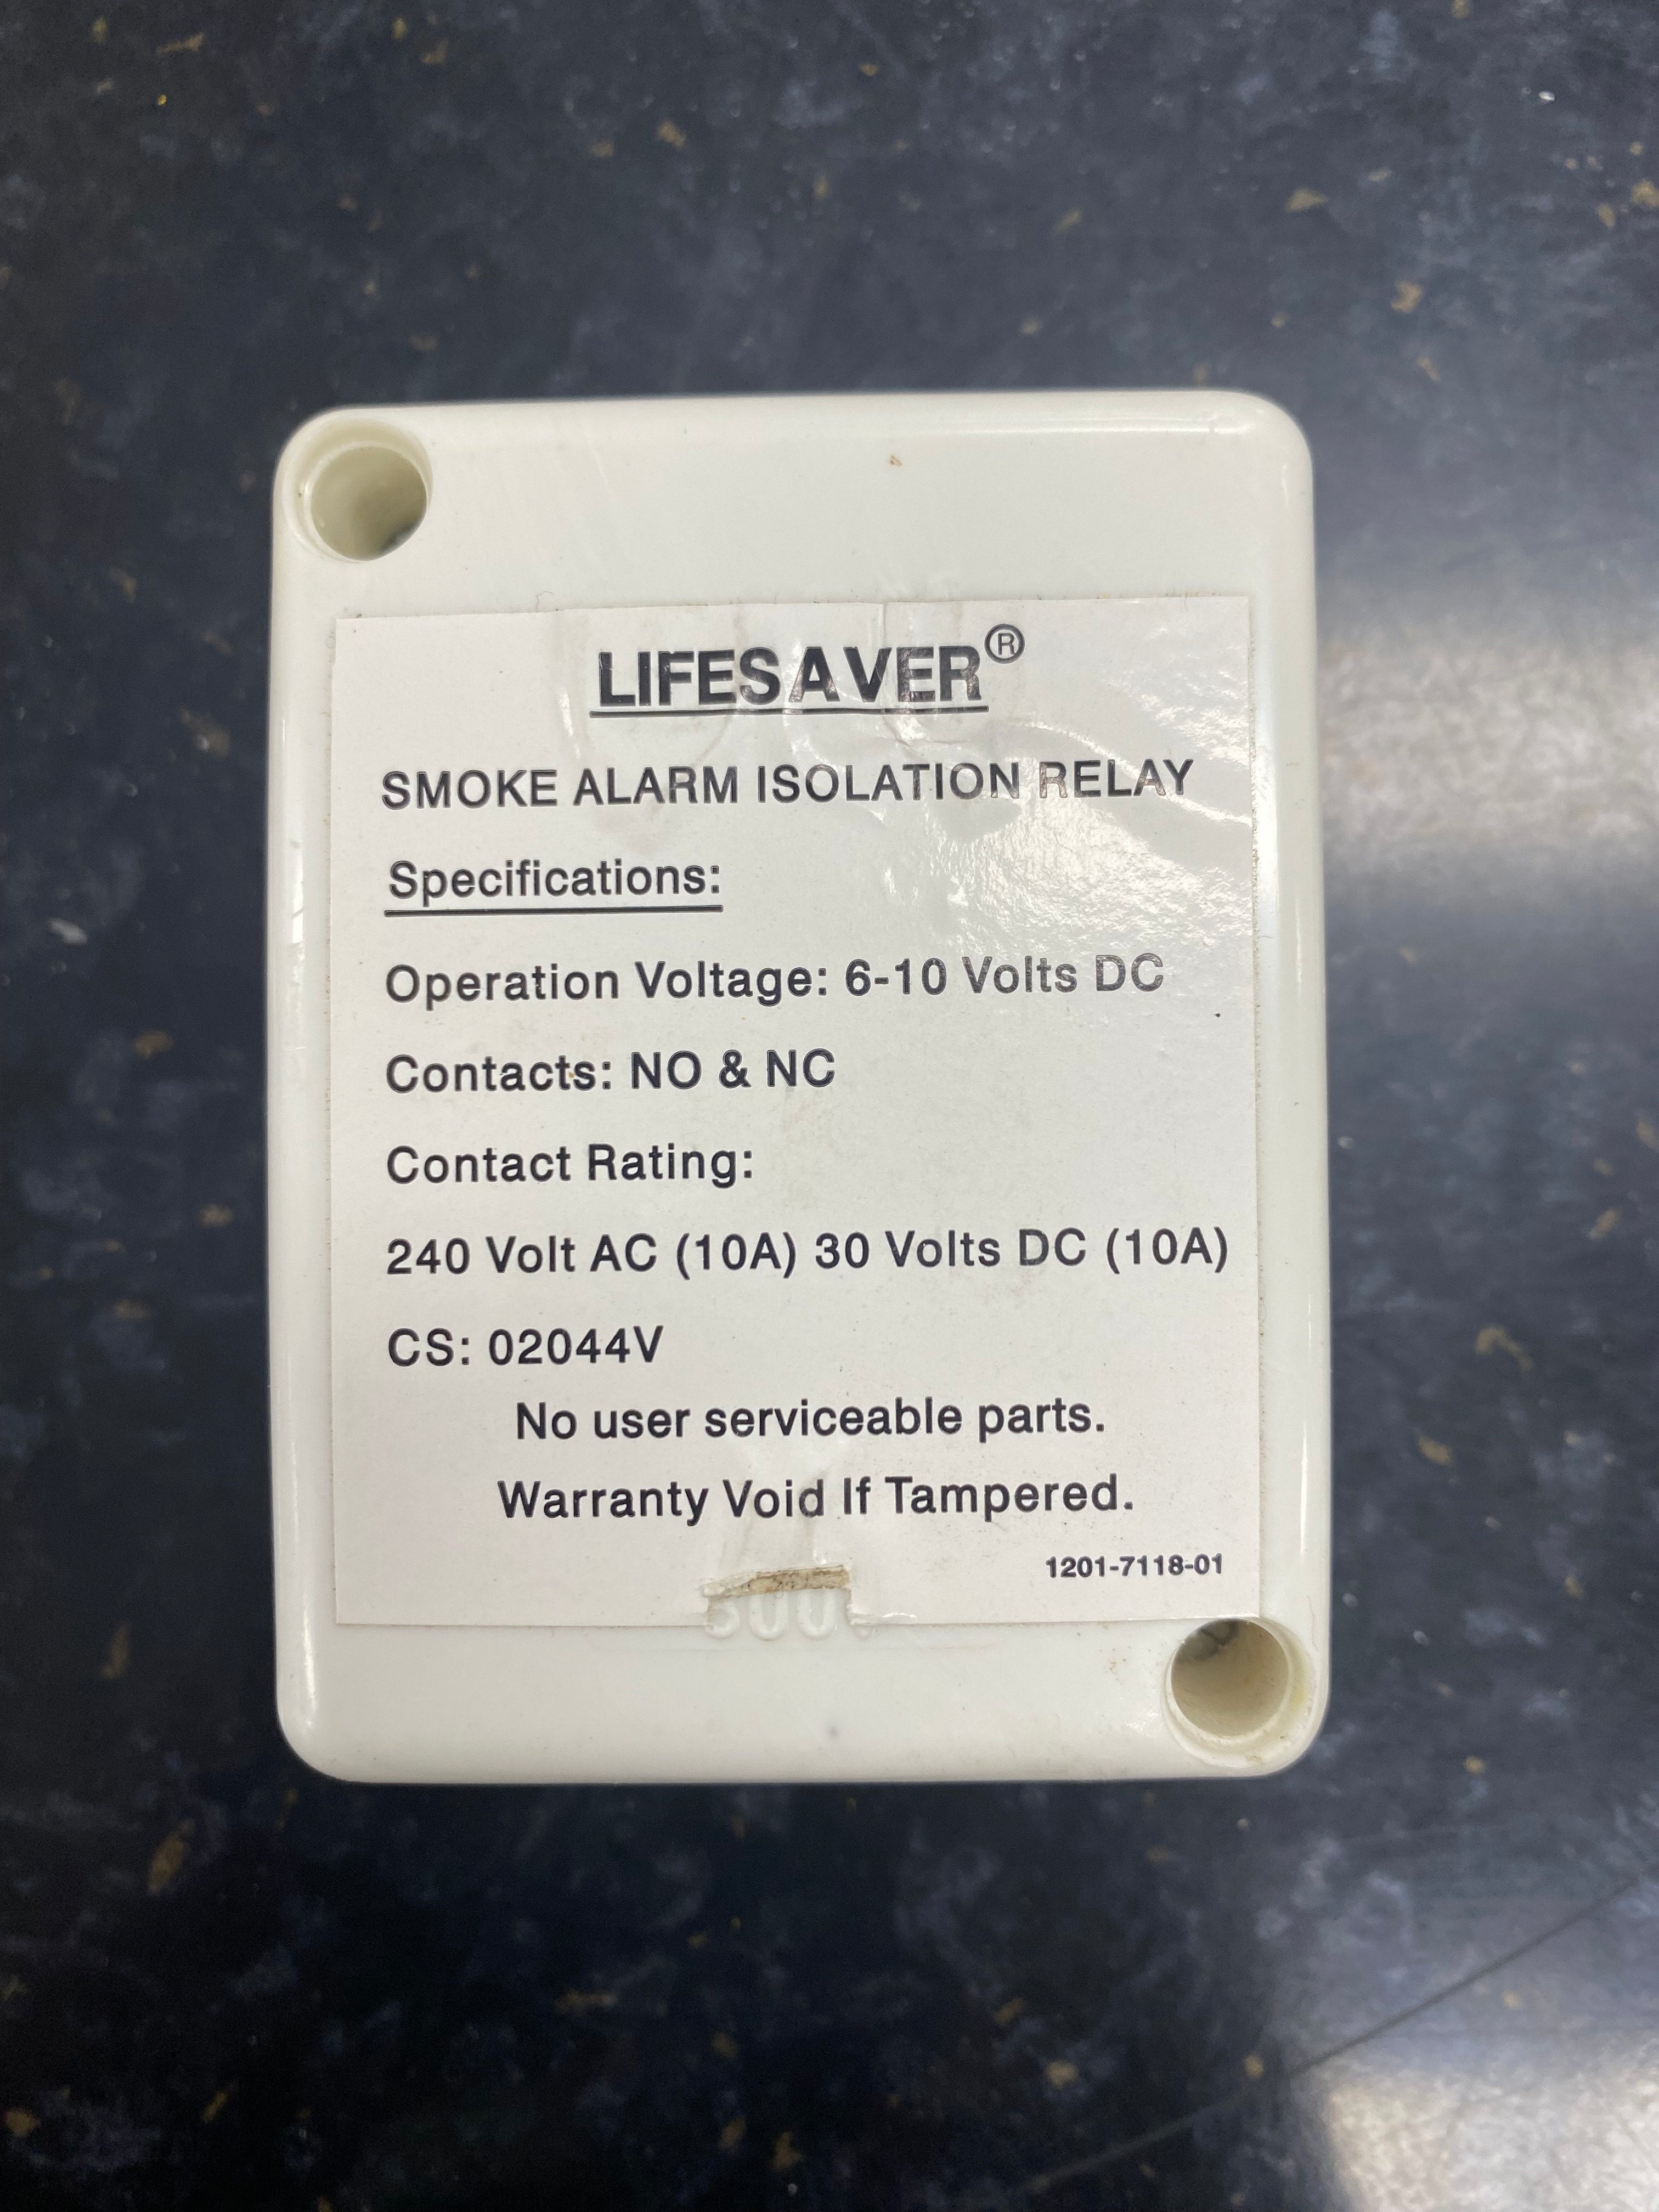 LIFESAVER®
SMOKE ALARM ISOLATION RELAY
Specifications:
Operation Voltage: 6-10 Volts DC
Contacts: NO & NC
Contact Rating:
240 Volt AC (10A) 30 Volts DC (10A)
CS: 02044V
No user serviceable parts.
Warranty Void If Tampered.
1201-7118-01